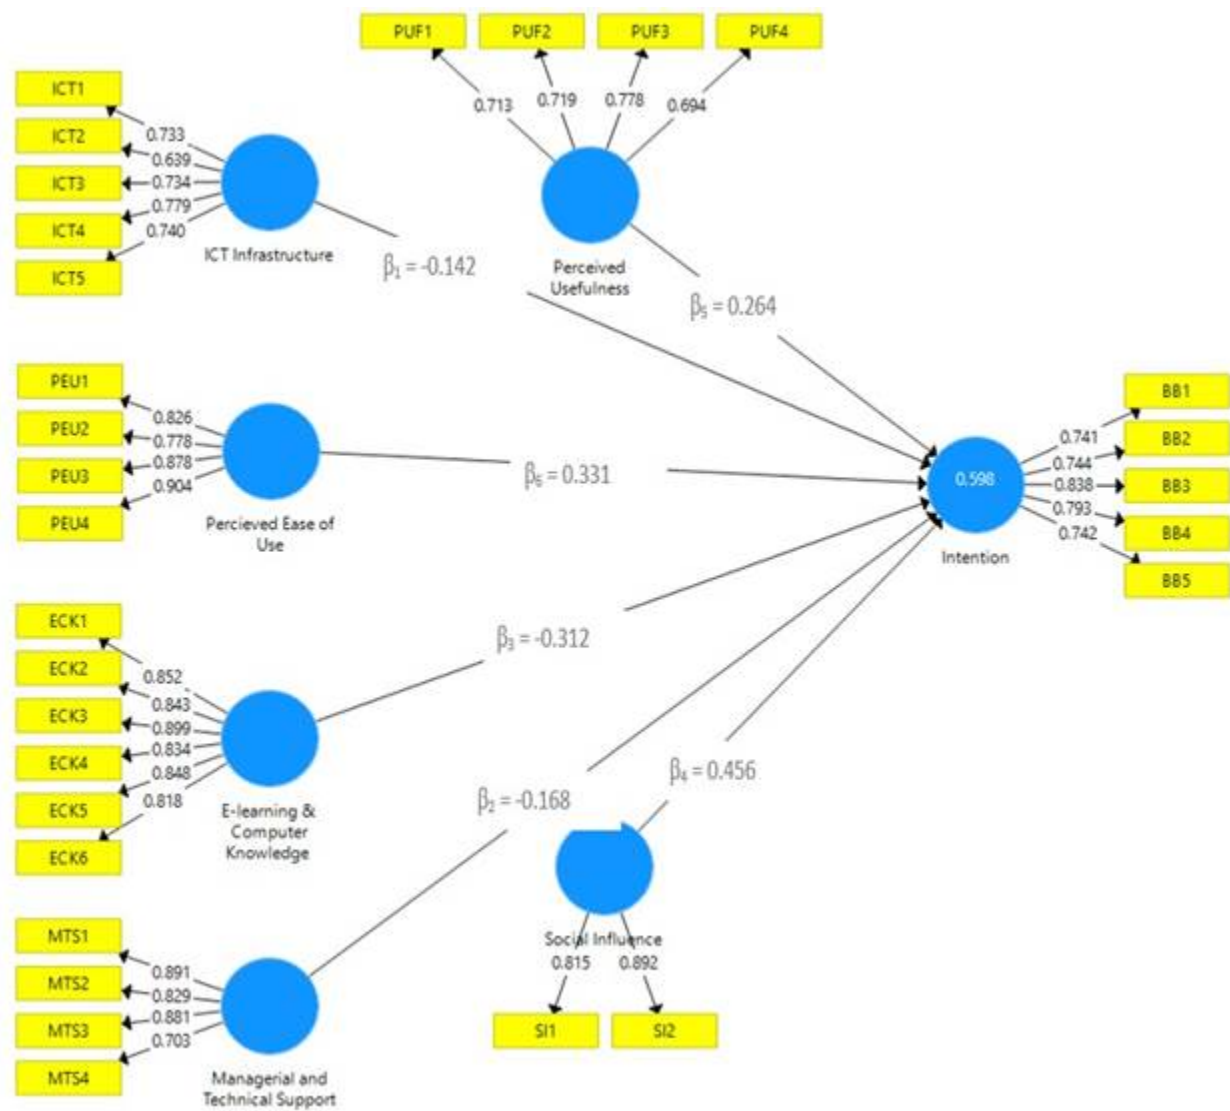 PUF1
PUF2
PUF3
PUF4
0.713
0.719
0.778
0.694
Perceived
Usefulness
β₅ = 0.264
ICT1
ICT2
ICT3
ICT4
ICT5
0.733
0.639
0.734
0.779
0.740
ICT Infrastructure
β₁ = -0.142
PEU1
PEU2
PEU3
PEU4
0.826
0.778
0.878
0.904
Percieved Ease of
Use
β₆ = 0.331
ECK1
ECK2
ECK3
ECK4
ECK5
ECK6
0.852
0.843
0.899
0.834
0.848
0.818
E-learning &
Computer
Knowledge
β₃ = -0.312
MTS1
MTS2
MTS3
MTS4
0.891
0.829
0.881
0.703
Managerial and
Technical Support
β₂ = -0.168
β₄ = 0.456
Social Influence
0.815
0.892
SI1
SI2
0.598
Intention
0.741
0.744
0.838
0.793
0.742
BB1
BB2
BB3
BB4
BB5